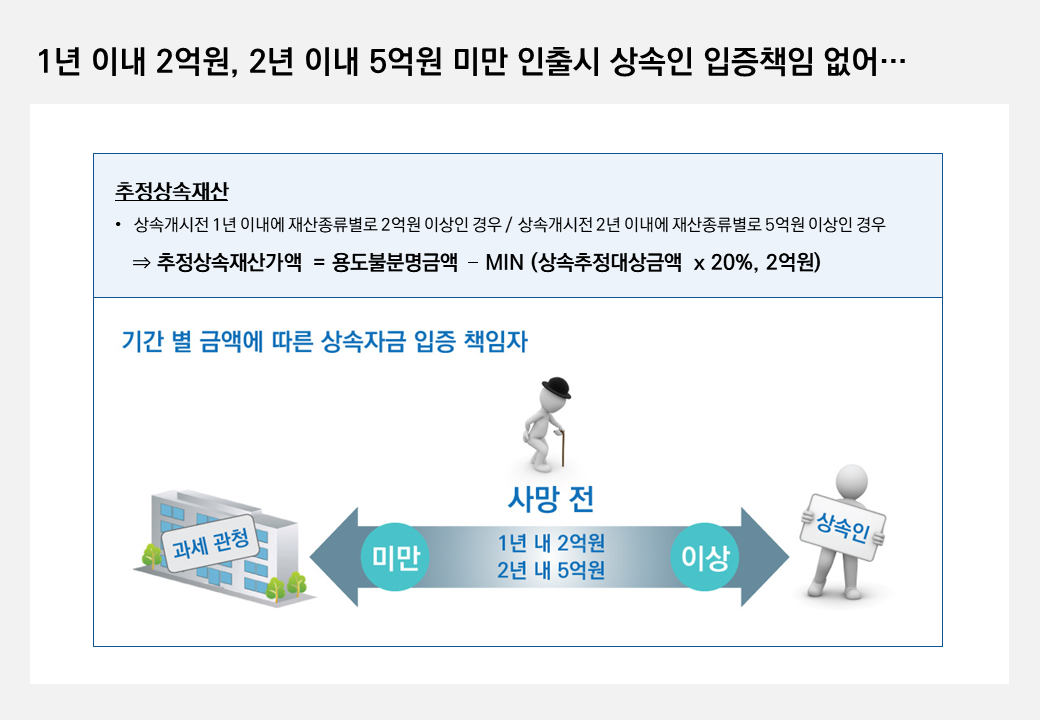 1년 이내 2억원, 2년 이내 5억원 미만 인출시 상속인 입증책임 없어…
추정상속재산
• 상속개시전 1년 이내에 재산종류별로 2억원 이상인 경우 / 상속개시전 2년 이내에 재산종류별로 5억원 이상인 경우
⇒ 추정상속재산가액 = 용도불분명금액 – MIN (상속추정대상금액 x 20%, 2억원)
기간 별 금액에 따른 상속자금 입증 책임자
사망 전
과세 관청
미만
1년 내 2억원
2년 내 5억원
이상
상속인